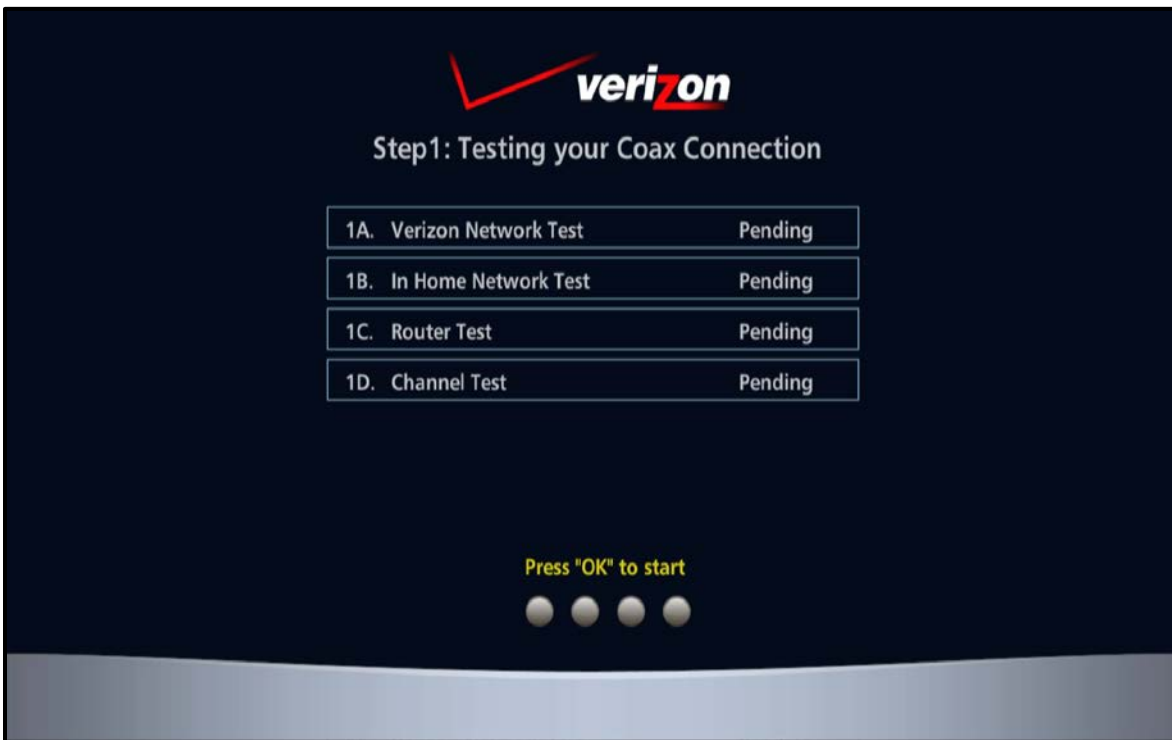 verizon
Step1: Testing your Coax Connection
1A. Verizon Network Test Pending
1B. In Home Network Test Pending
1C. Router Test Pending
1D. Channel Test Pending
Press "OK" to start